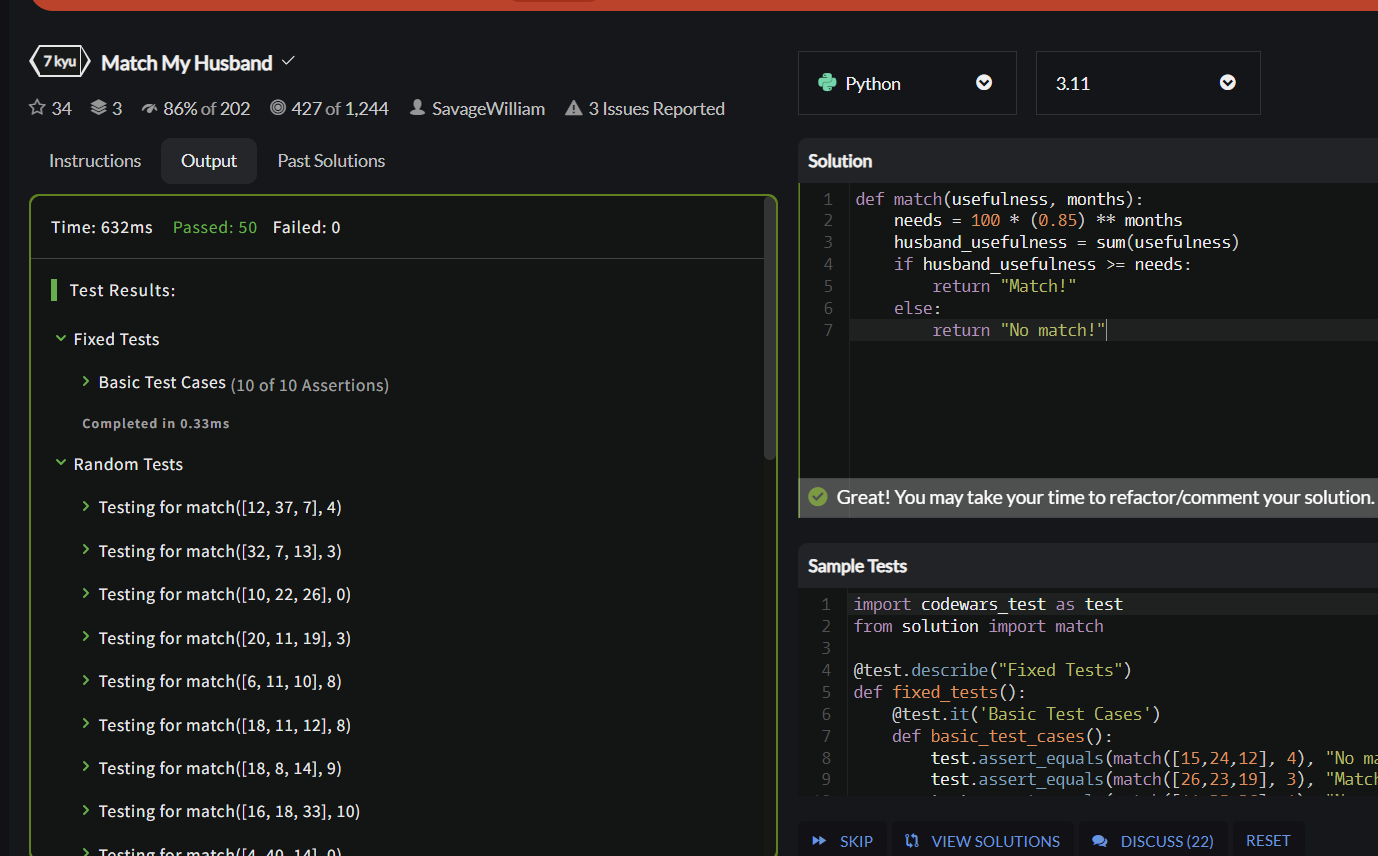 7 kyu Match My Husband
34 3 86% of 202 427 of 1,244 SavageWilliam 3 Issues Reported
Instructions Output Past Solutions
Time: 632ms Passed: 50 Failed: 0
Test Results:
Fixed Tests
Basic Test Cases (10 of 10 Assertions)
Completed in 0.33ms
Random Tests
Testing for match([12, 37, 7], 4)
Testing for match([32, 7, 13], 3)
Testing for match([10, 22, 26], 0)
Testing for match([20, 11, 19], 3)
Testing for match([6, 11, 10], 8)
Testing for match([18, 11, 12], 8)
Testing for match([18, 8, 14], 9)
Testing for match([16, 18, 33], 10)
Testing for match([4, 40, 14], 0)
Python 3.11
Solution
1 def match(usefulness, months):
2 needs = 100 * (0.85) ** months
3 husband_usefulness = sum(usefulness)
4 if husband_usefulness >= needs:
5 return "Match!"
6 else:
7 return "No match!"
Great! You may take your time to refactor/comment your solution.
Sample Tests
1 import codewars_test as test
2 from solution import match
3
4 @test.describe("Fixed Tests")
5 def fixed_tests():
6 @test.it('Basic Test Cases')
7 def basic_test_cases():
8 test.assert_equals(match([15,24,12], 4), "No ma
9 test.assert_equals(match([26,23,19], 3), "Match
SKIP VIEW SOLUTIONS DISCUSS (22) RESET